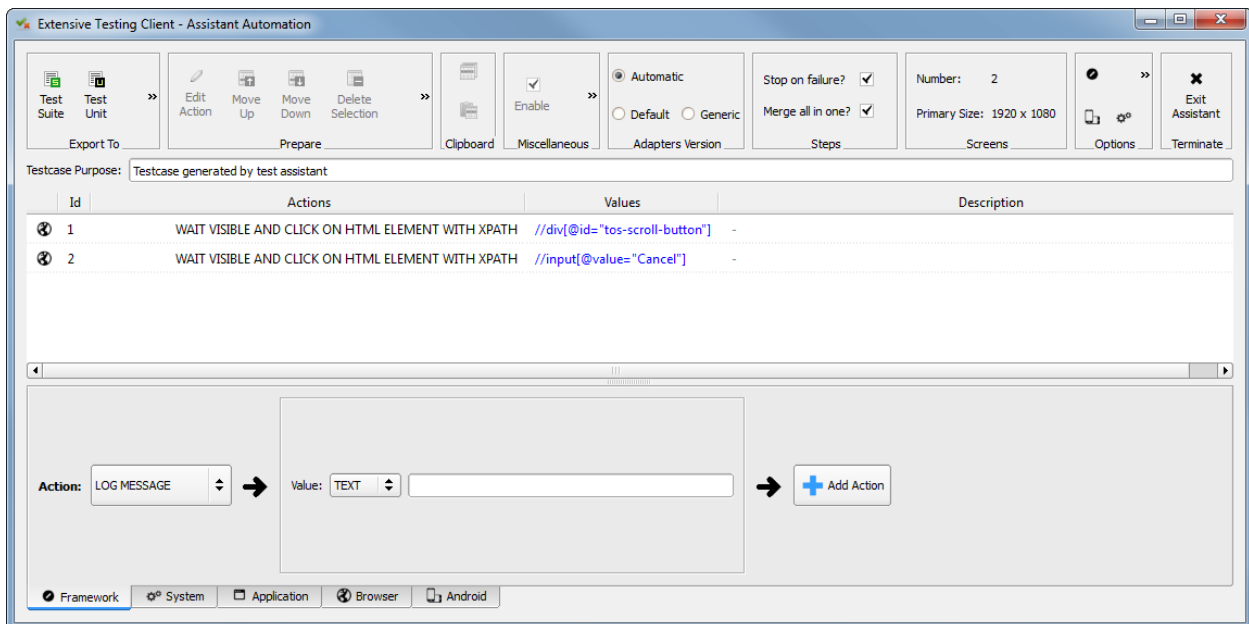 Extensive Testing Client - Assistant Automation
Test Suite
Test Unit
»
Export To
Edit Action
Move Up
Move Down
Delete Selection
»
Prepare
Clipboard
Enable
»
Miscellaneous
Automatic
Default Generic
Adapters Version
Stop on failure?
Merge all in one?
Steps
Number: 2
Primary Size: 1920 x 1080
Screens
»
Options
Exit Assistant
Terminate
Testcase Purpose: Testcase generated by test assistant
Id Actions Values Description
1 WAIT VISIBLE AND CLICK ON HTML ELEMENT WITH XPATH //div[@id="tos-scroll-button"] -
2 WAIT VISIBLE AND CLICK ON HTML ELEMENT WITH XPATH //input[@value="Cancel"] -
Action: LOG MESSAGE Value: TEXT Add Action
Framework System Application Browser Android